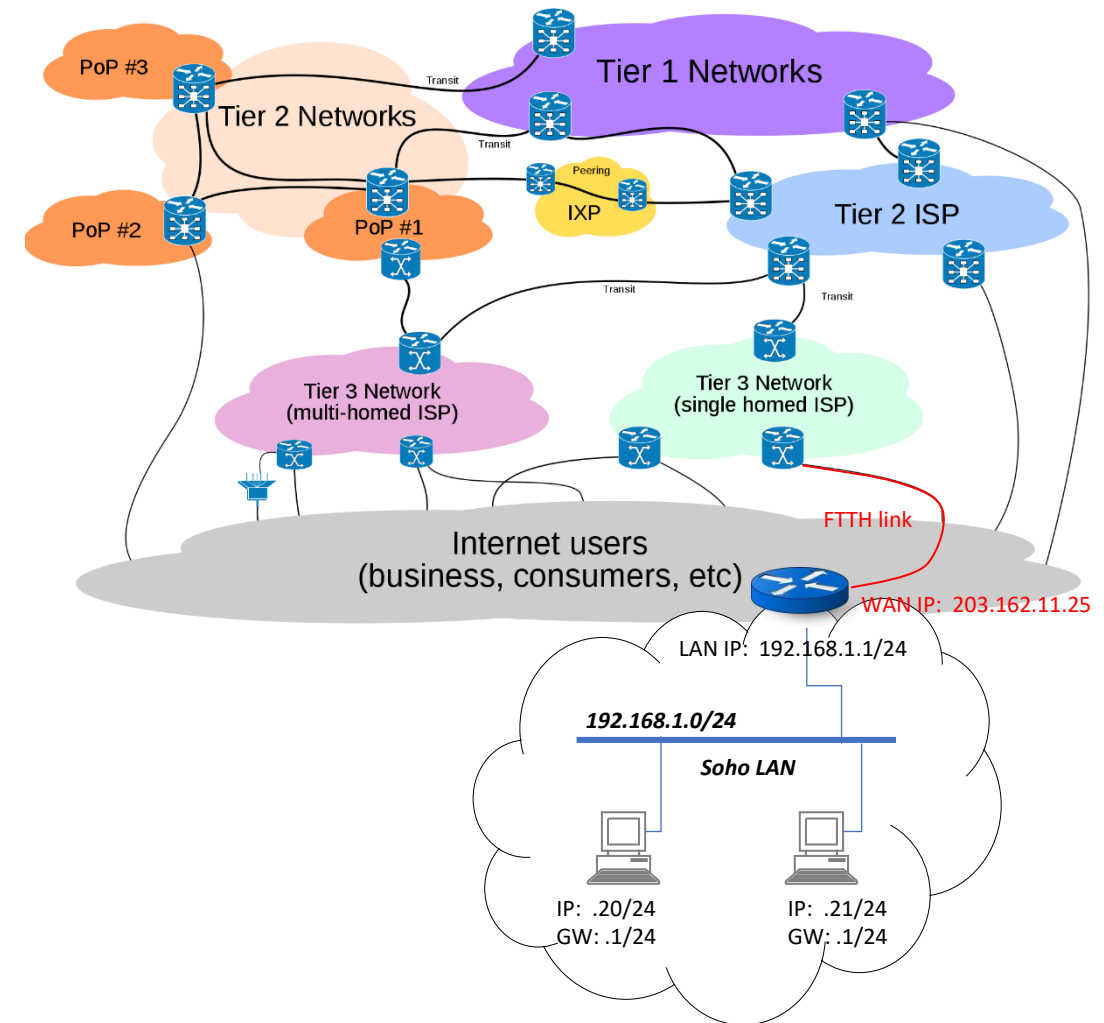 PoP #3
Transit
Tier 1 Networks
Tier 2 Networks
Transit
Peering
IXP
PoP #2
PoP #1
Tier 2 ISP
Transit
Transit
Tier 3 Network
(multi-homed ISP)
Tier 3 Network
(single homed ISP)
FTTH link
Internet users
(business, consumers, etc)
WAN IP: 203.162.11.25
LAN IP: 192.168.1.1/24
192.168.1.0/24
Soho LAN
IP: .20/24
GW: .1/24
IP: .21/24
GW: .1/24